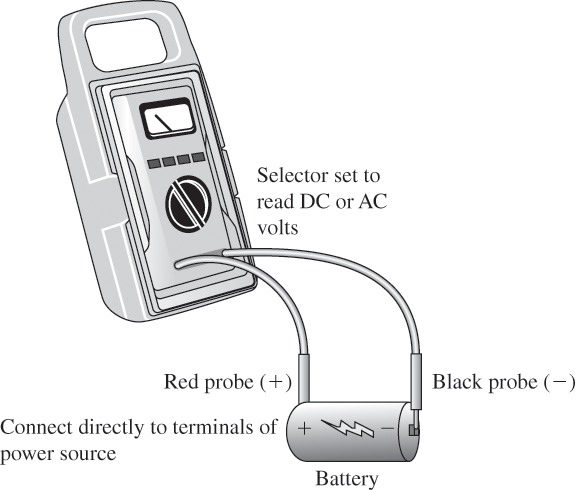 Selector set to
read DC or AC
volts
Red probe (+)
Black probe (−)
Connect directly to terminals of
power source
+ −
Battery